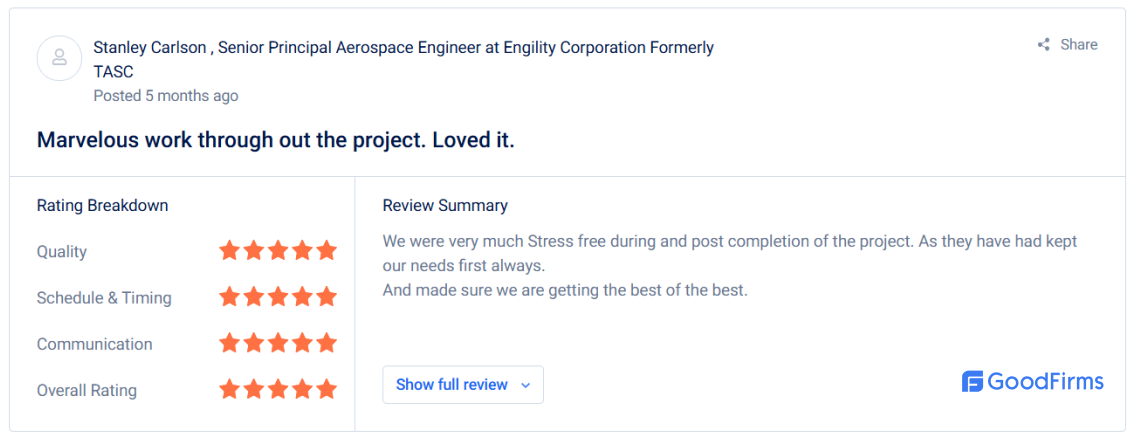 Stanley Carlson , Senior Principal Aerospace Engineer at Engility Corporation Formerly
TASC
Posted 5 months ago
Share
Marvelous work through out the project. Loved it.
Rating Breakdown
Quality
Schedule & Timing
Communication
Overall Rating
Review Summary
We were very much Stress free during and post completion of the project. As they have had kept
our needs first always.
And made sure we are getting the best of the best.
Show full review
GoodFirms